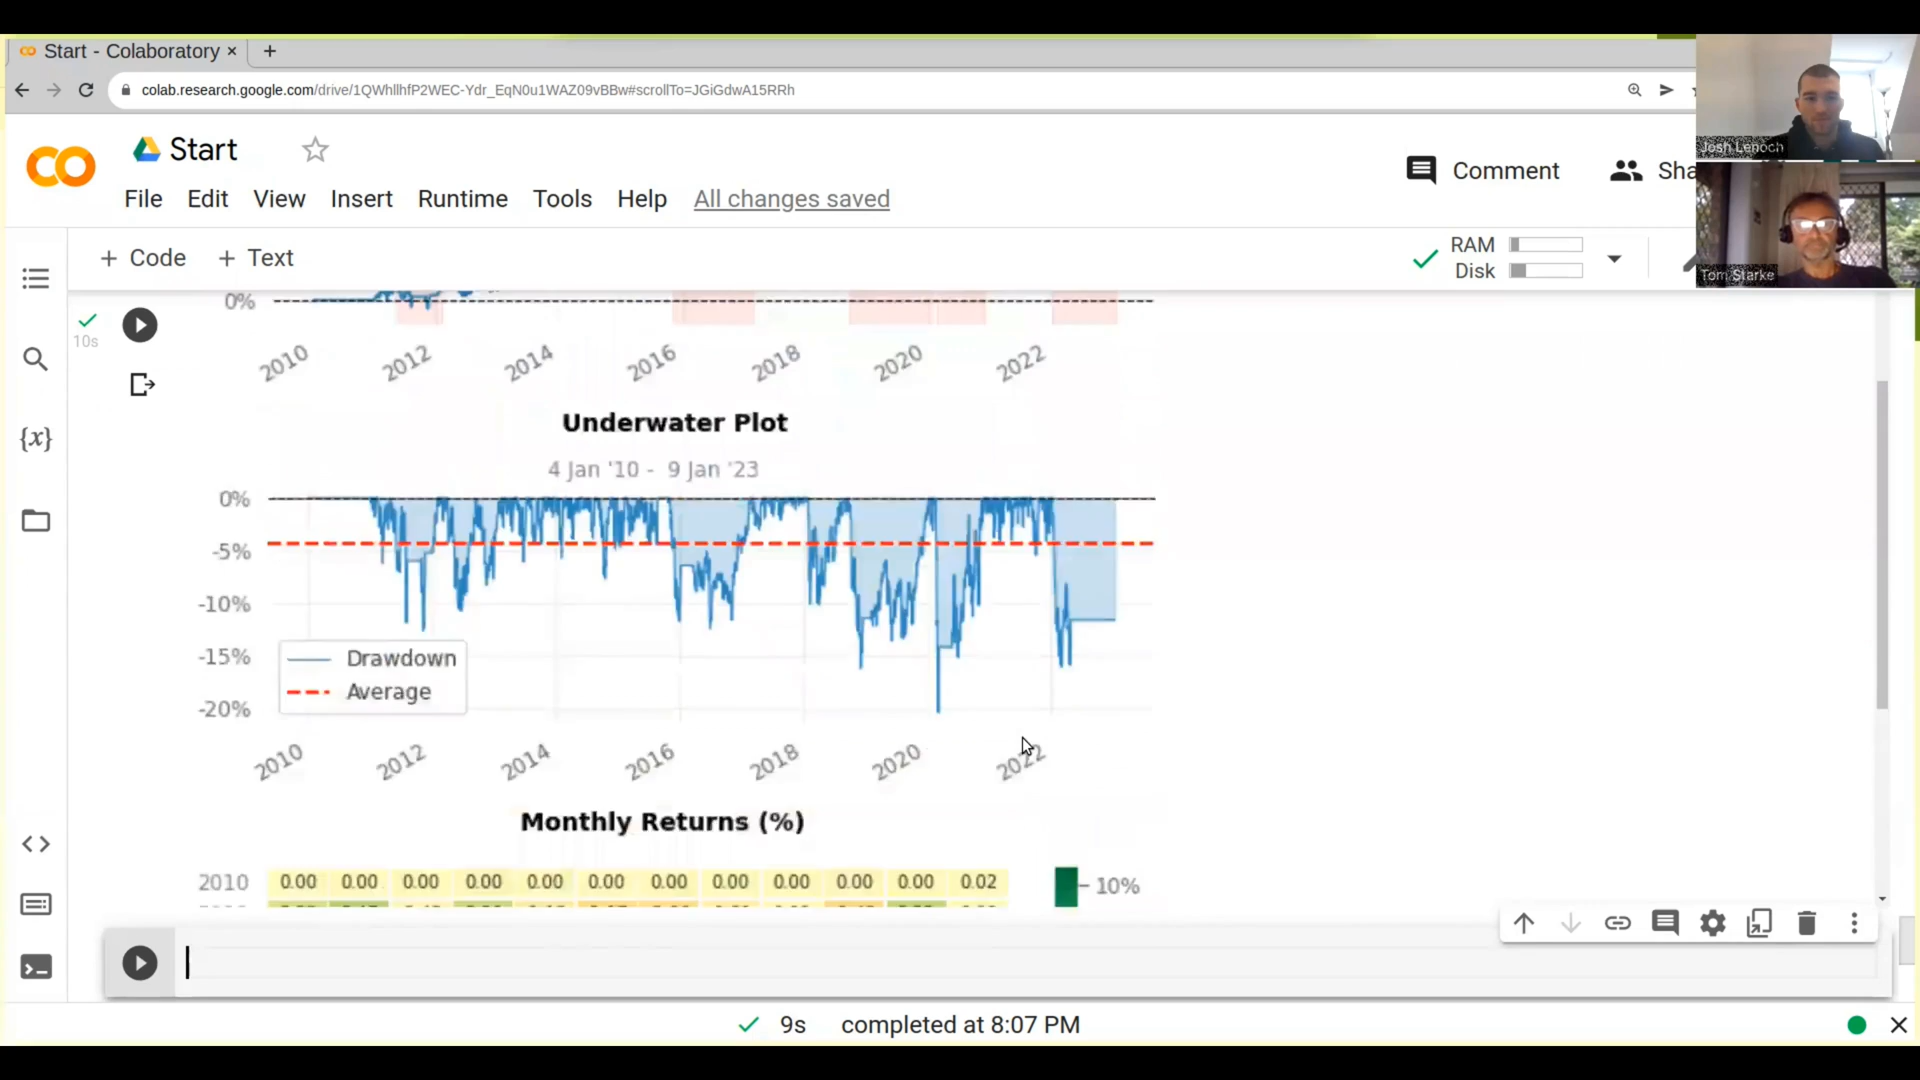 Start - Colaboratory × +
colab.research.google.com/drive/1QWhllhfP2WEC-Ydr_EqN0u1WAZ09vBBw#scrollTo=JGiGdwA15RRh
Josh Lenoch
CO Start
File Edit View Insert Runtime Tools Help All changes saved
Comment Sha
+ Code + Text
RAM
Disk
Tom Starke
10s
0%
2010 2012 2014 2016 2018 2020 2022
Underwater Plot
4 Jan '10 - 9 Jan '23
0%
-5%
-10%
-15%
-20%
Drawdown
Average
2010 2012 2014 2016 2018 2020 2022
Monthly Returns (%)
2010 0.00 0.00 0.00 0.00 0.00 0.00 0.00 0.00 0.00 0.00 0.00 0.02
10%
{x}
9s completed at 8:07 PM